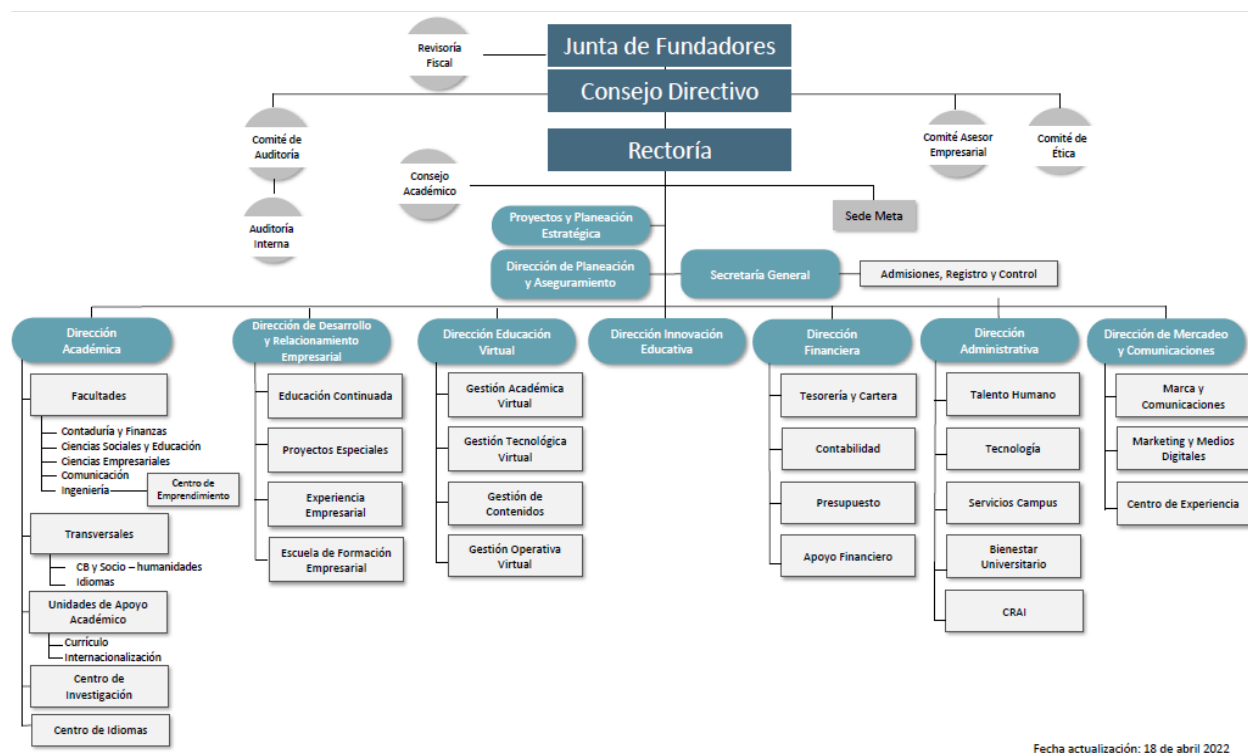 Junta de Fundadores
Revisoría
Fiscal
Consejo Directivo
Comité de
Auditoría
Rectoría
Comité Asesor
Empresarial
Comité de
Ética
Consejo
Académico
Auditoría
Interna
Sede Meta
Proyectos y Planeación
Estratégica
Dirección de Planeación
y Aseguramiento
Secretaría General
Admisiones, Registro y Control
Dirección
Académica
Facultades
Contaduría y Finanzas
Ciencias Sociales y Educación
Ciencias Empresariales
Comunicación
Ingeniería
Centro de
Emprendimiento
Transversales
CB y Socio – humanidades
Idiomas
Unidades de Apoyo
Académico
Currículo
Internacionalización
Centro de
Investigación
Centro de Idiomas
Dirección de Desarrollo
y Relacionamiento
Empresarial
Educación Continuada
Proyectos Especiales
Experiencia
Empresarial
Escuela de Formación
Empresarial
Dirección Educación
Virtual
Gestión Académica
Virtual
Gestión Tecnológica
Virtual
Gestión de
Contenidos
Gestión Operativa
Virtual
Dirección Innovación
Educativa
Dirección
Financiera
Tesorería y Cartera
Contabilidad
Presupuesto
Apoyo Financiero
Dirección
Administrativa
Talento Humano
Tecnología
Servicios Campus
Bienestar
Universitario
CRAI
Dirección de Mercadeo
y Comunicaciones
Marca y
Comunicaciones
Marketing y Medios
Digitales
Centro de Experiencia
Fecha actualización: 18 de abril 2022